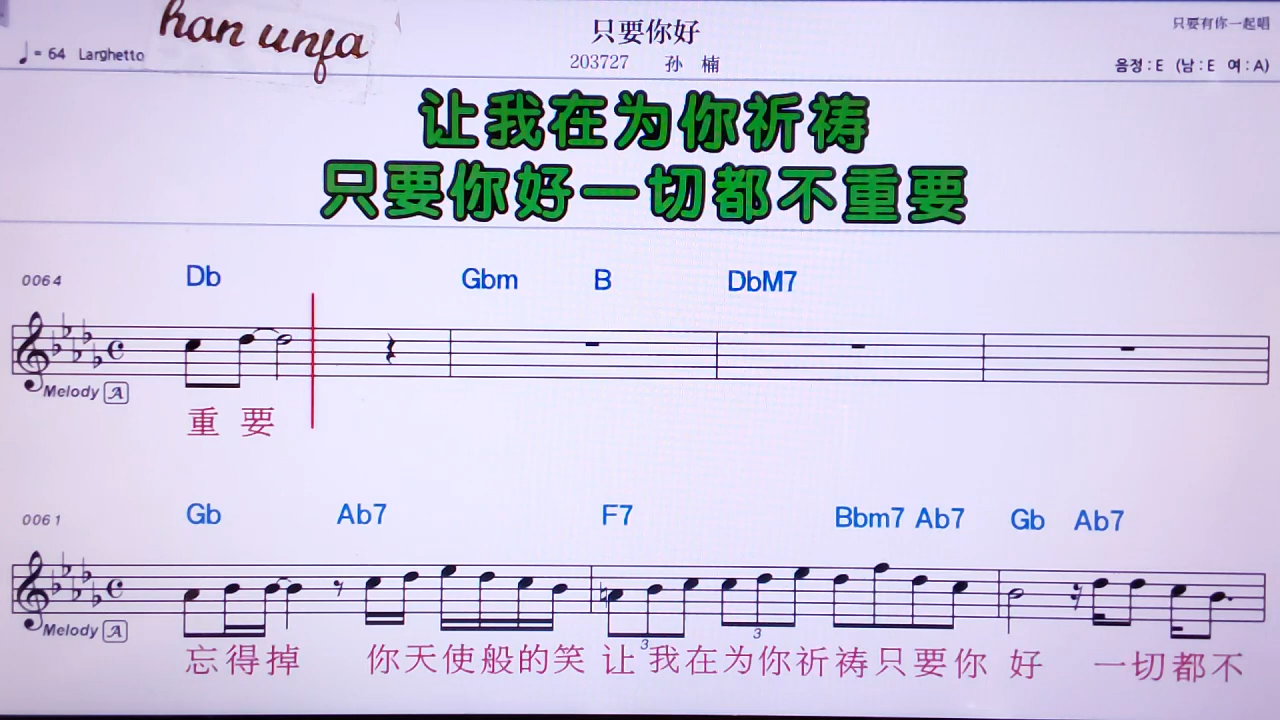 han unfa
只要你好
只要有你一起唱
♩= 64 Larghetto
203727 孙 楠
음정 : E (남 : E 여 : A)
让我在为你祈祷
只要你好一切都不重要
0064 Db Gbm B DbM7
Melody A
重 要
0061 Gb Ab7 F7 Bbm7 Ab7 Gb Ab7
Melody A
3 3
忘得掉 你天使般的笑 让我在为你祈祷只要你 好 一切都不